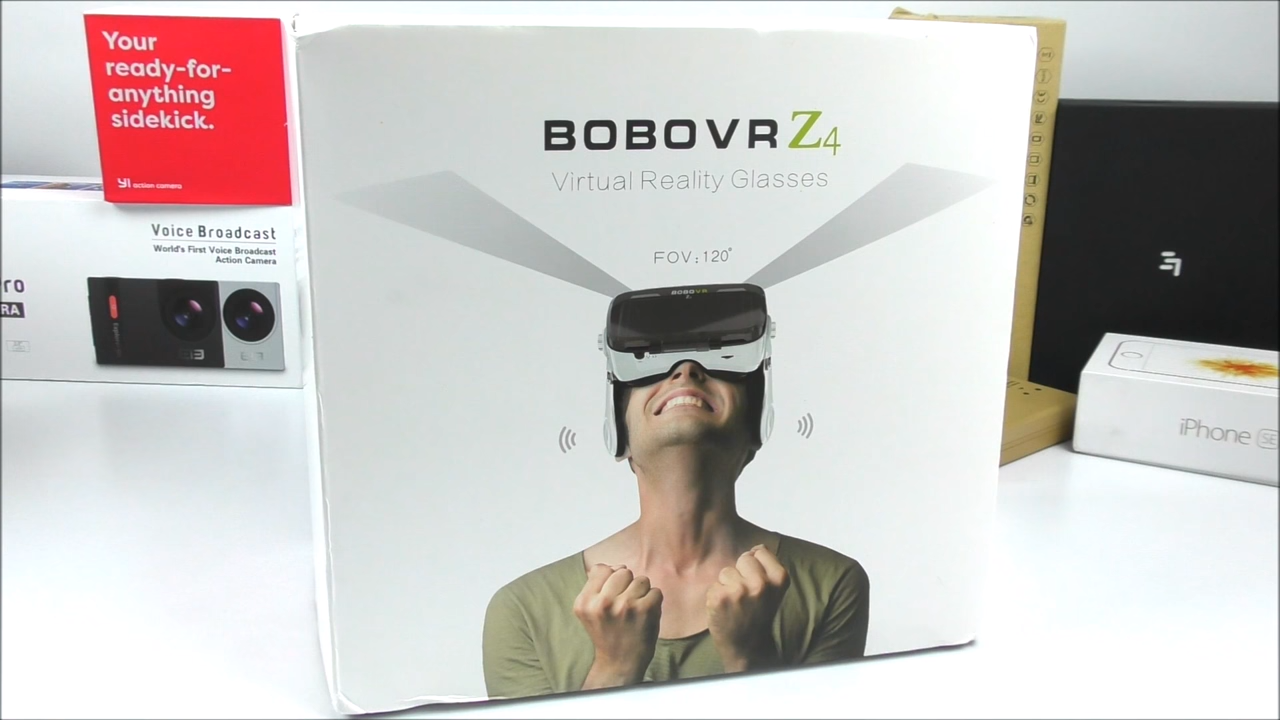 Your
ready-for-
anything
sidekick.
YI action camera
Voice Broadcast
World's First Voice Broadcast
Action Camera
ro
RA
BOBOVR Z4
Virtual Reality Glasses
FOV:120°
BOBOVR
iPhone SE